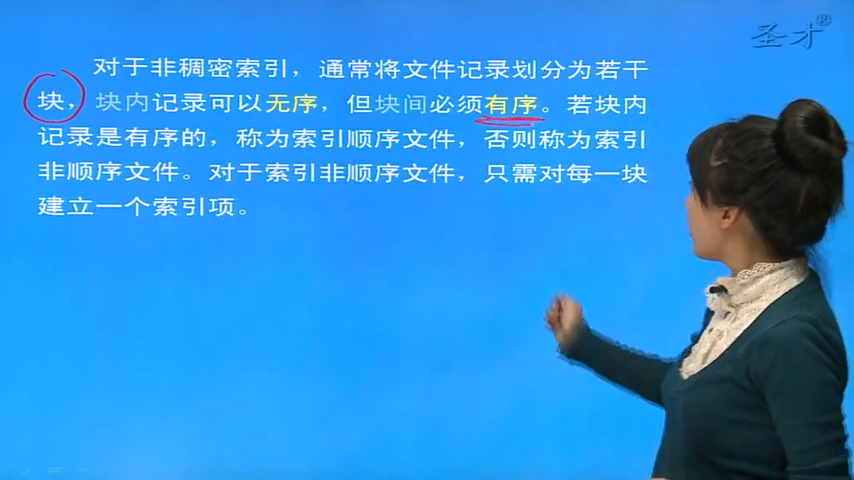 圣才®
对于非稠密索引，通常将文件记录划分为若干
块，块内记录可以无序，但块间必须有序。若块内
记录是有序的，称为索引顺序文件，否则称为索引
非顺序文件。对于索引非顺序文件，只需对每一块
建立一个索引项。